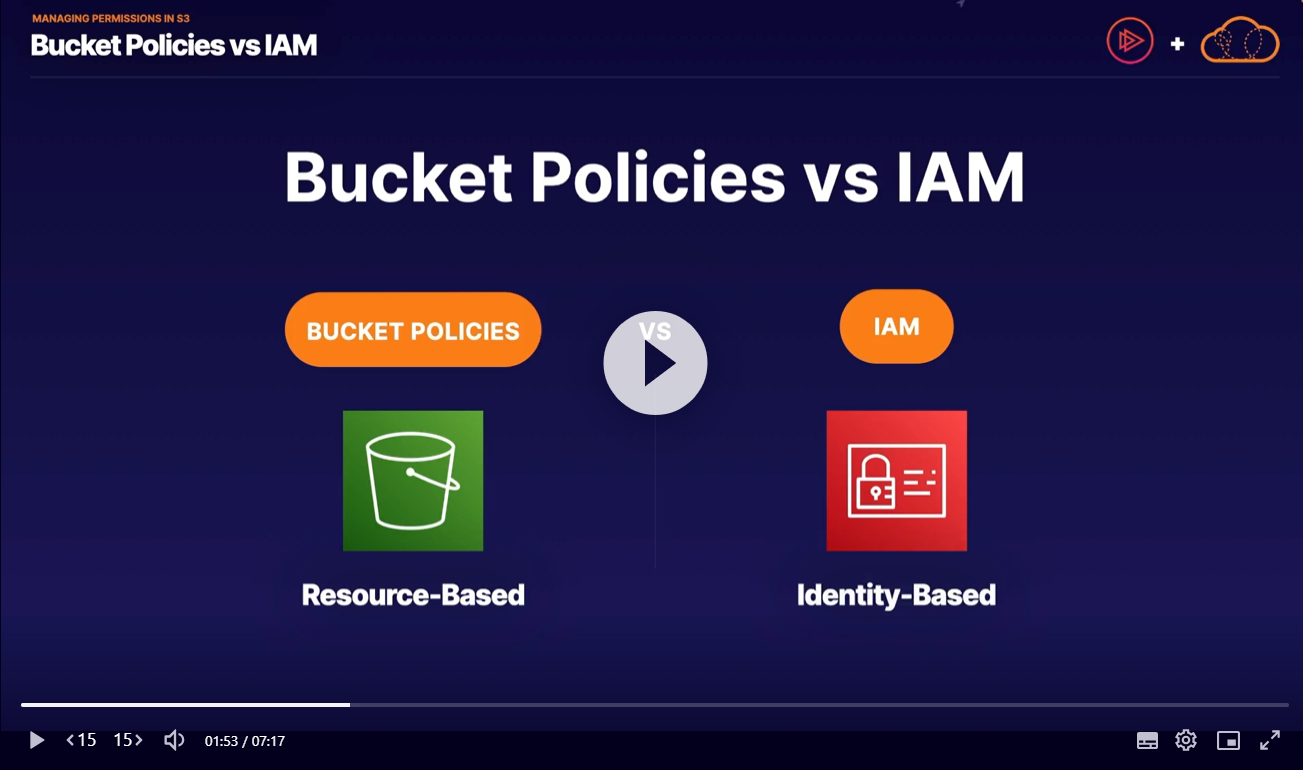 MANAGING PERMISSIONS IN S3
Bucket Policies vs IAM
+
Bucket Policies vs IAM
BUCKET POLICIES
VS
IAM
Resource-Based
Identity-Based
15 15 01:53 / 07:17